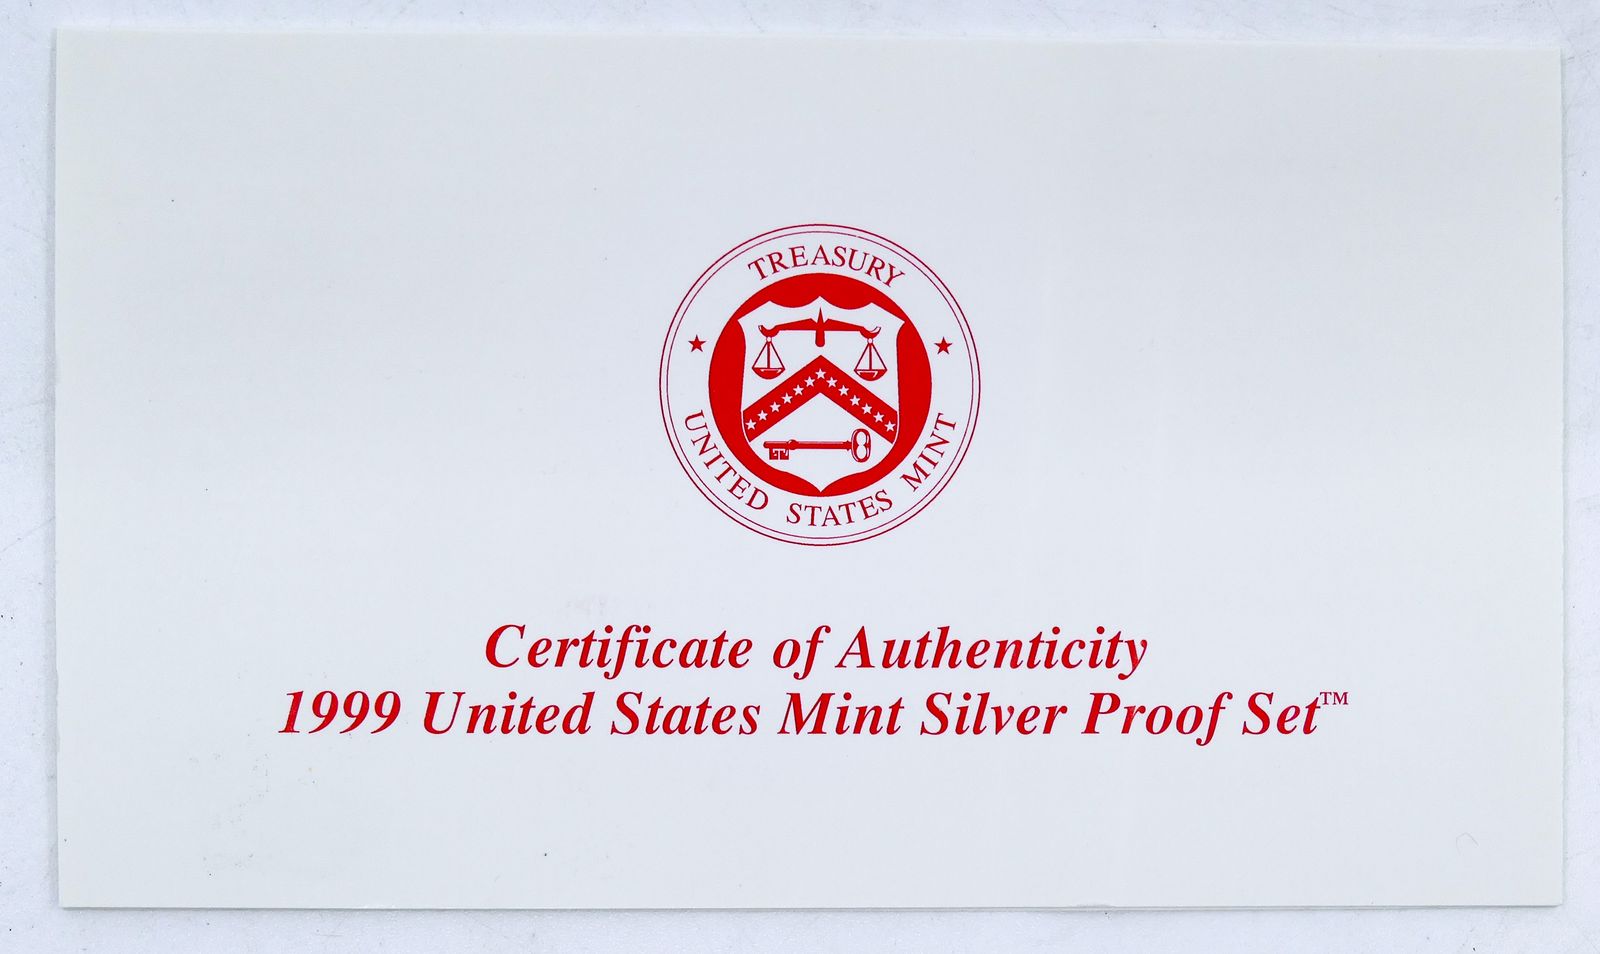 TREASURY
UNITED STATES MINT
Certificate of Authenticity
1999 United States Mint Silver Proof Set™